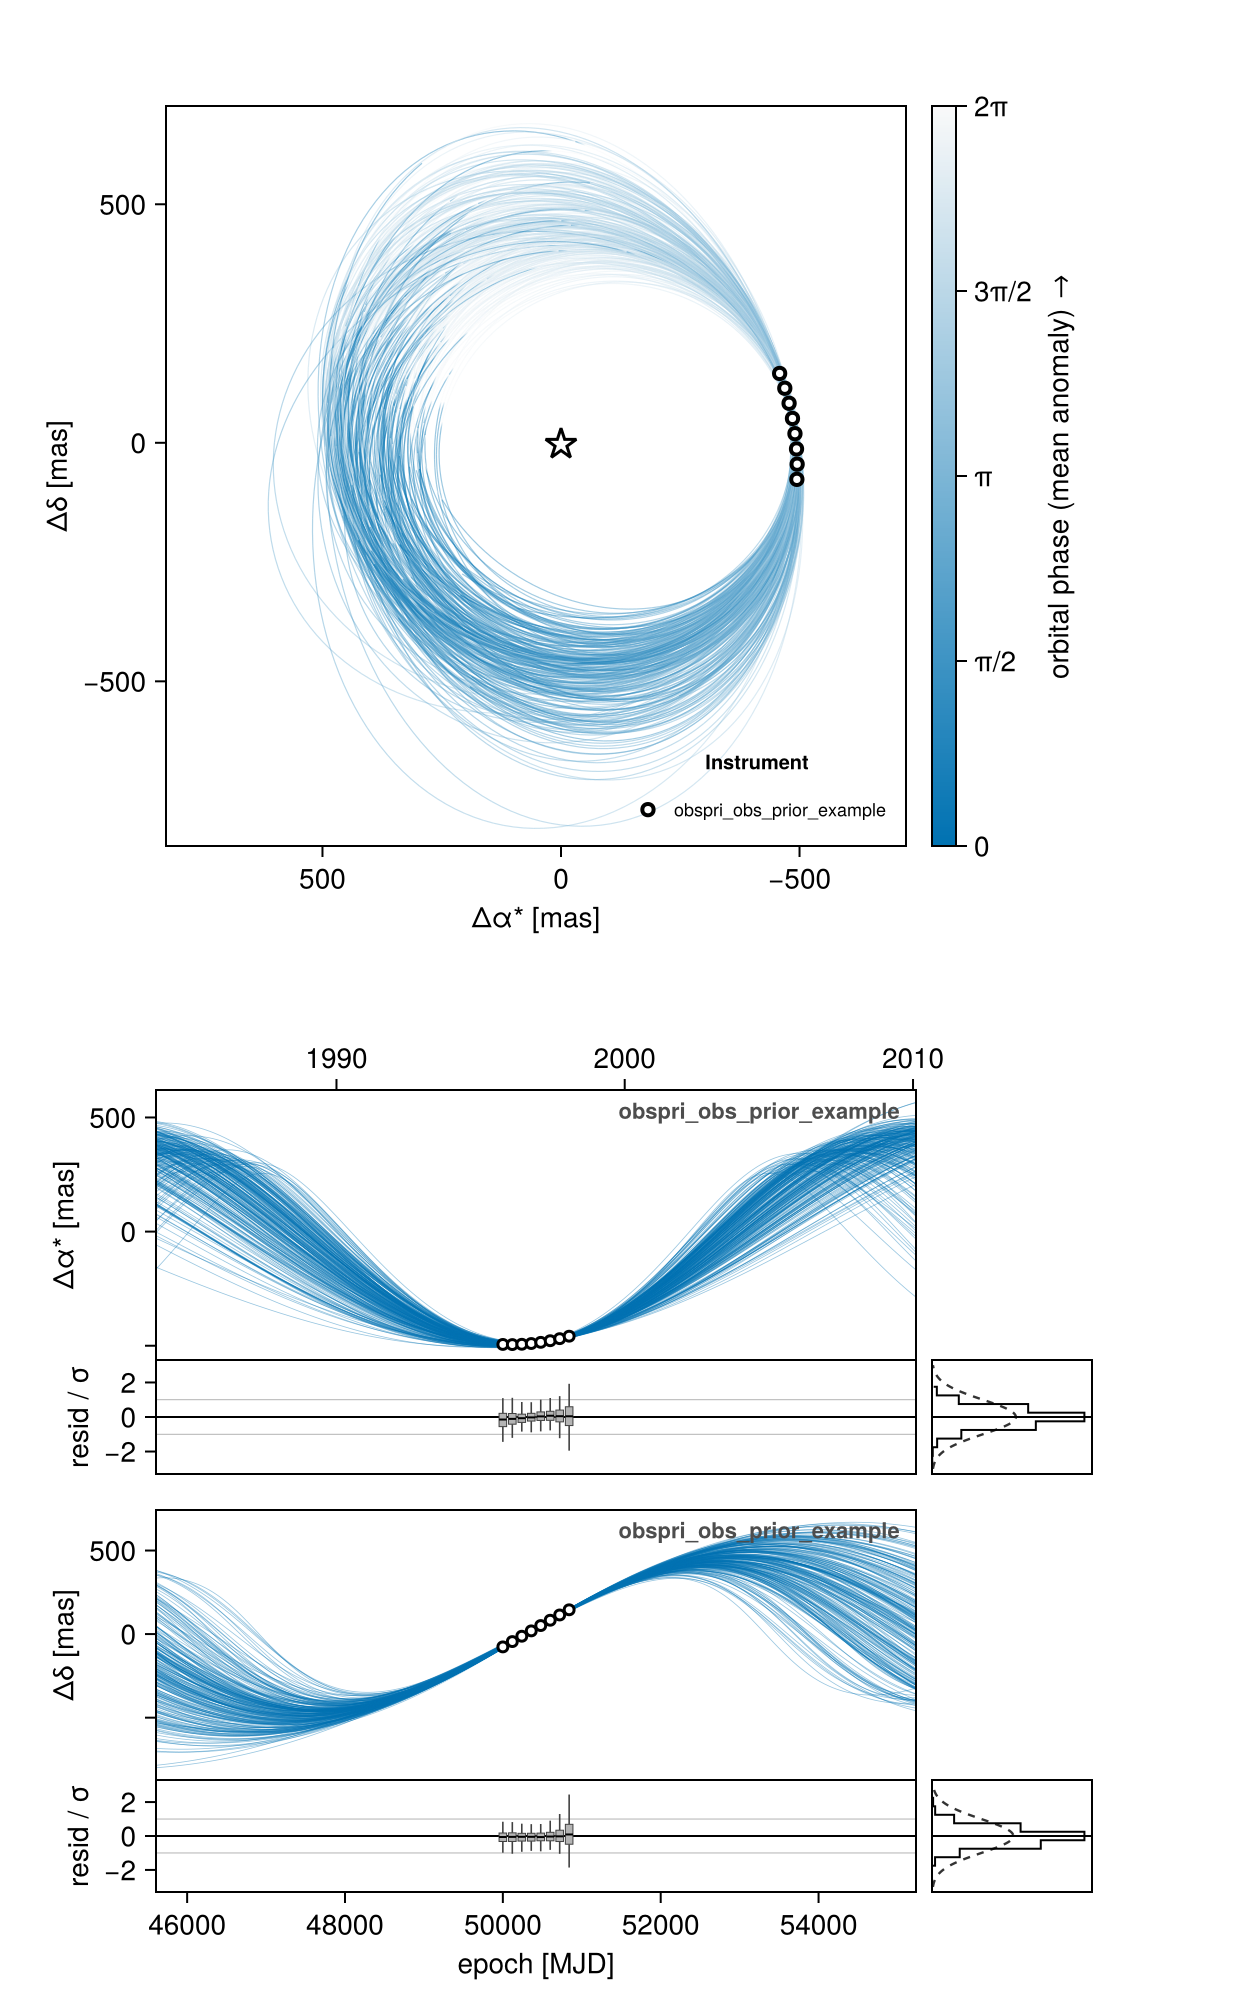 500
0
−500
Δδ [mas]
500
0
−500
Δα* [mas]
Instrument
obspri_obs_prior_example
2π
3π/2
π
π/2
0
orbital phase (mean anomaly) →
1990
2000
2010
500
0
Δα* [mas]
obspri_obs_prior_example
2
0
−2
resid / σ
500
0
Δδ [mas]
obspri_obs_prior_example
2
0
−2
resid / σ
46000
48000
50000
52000
54000
epoch [MJD]